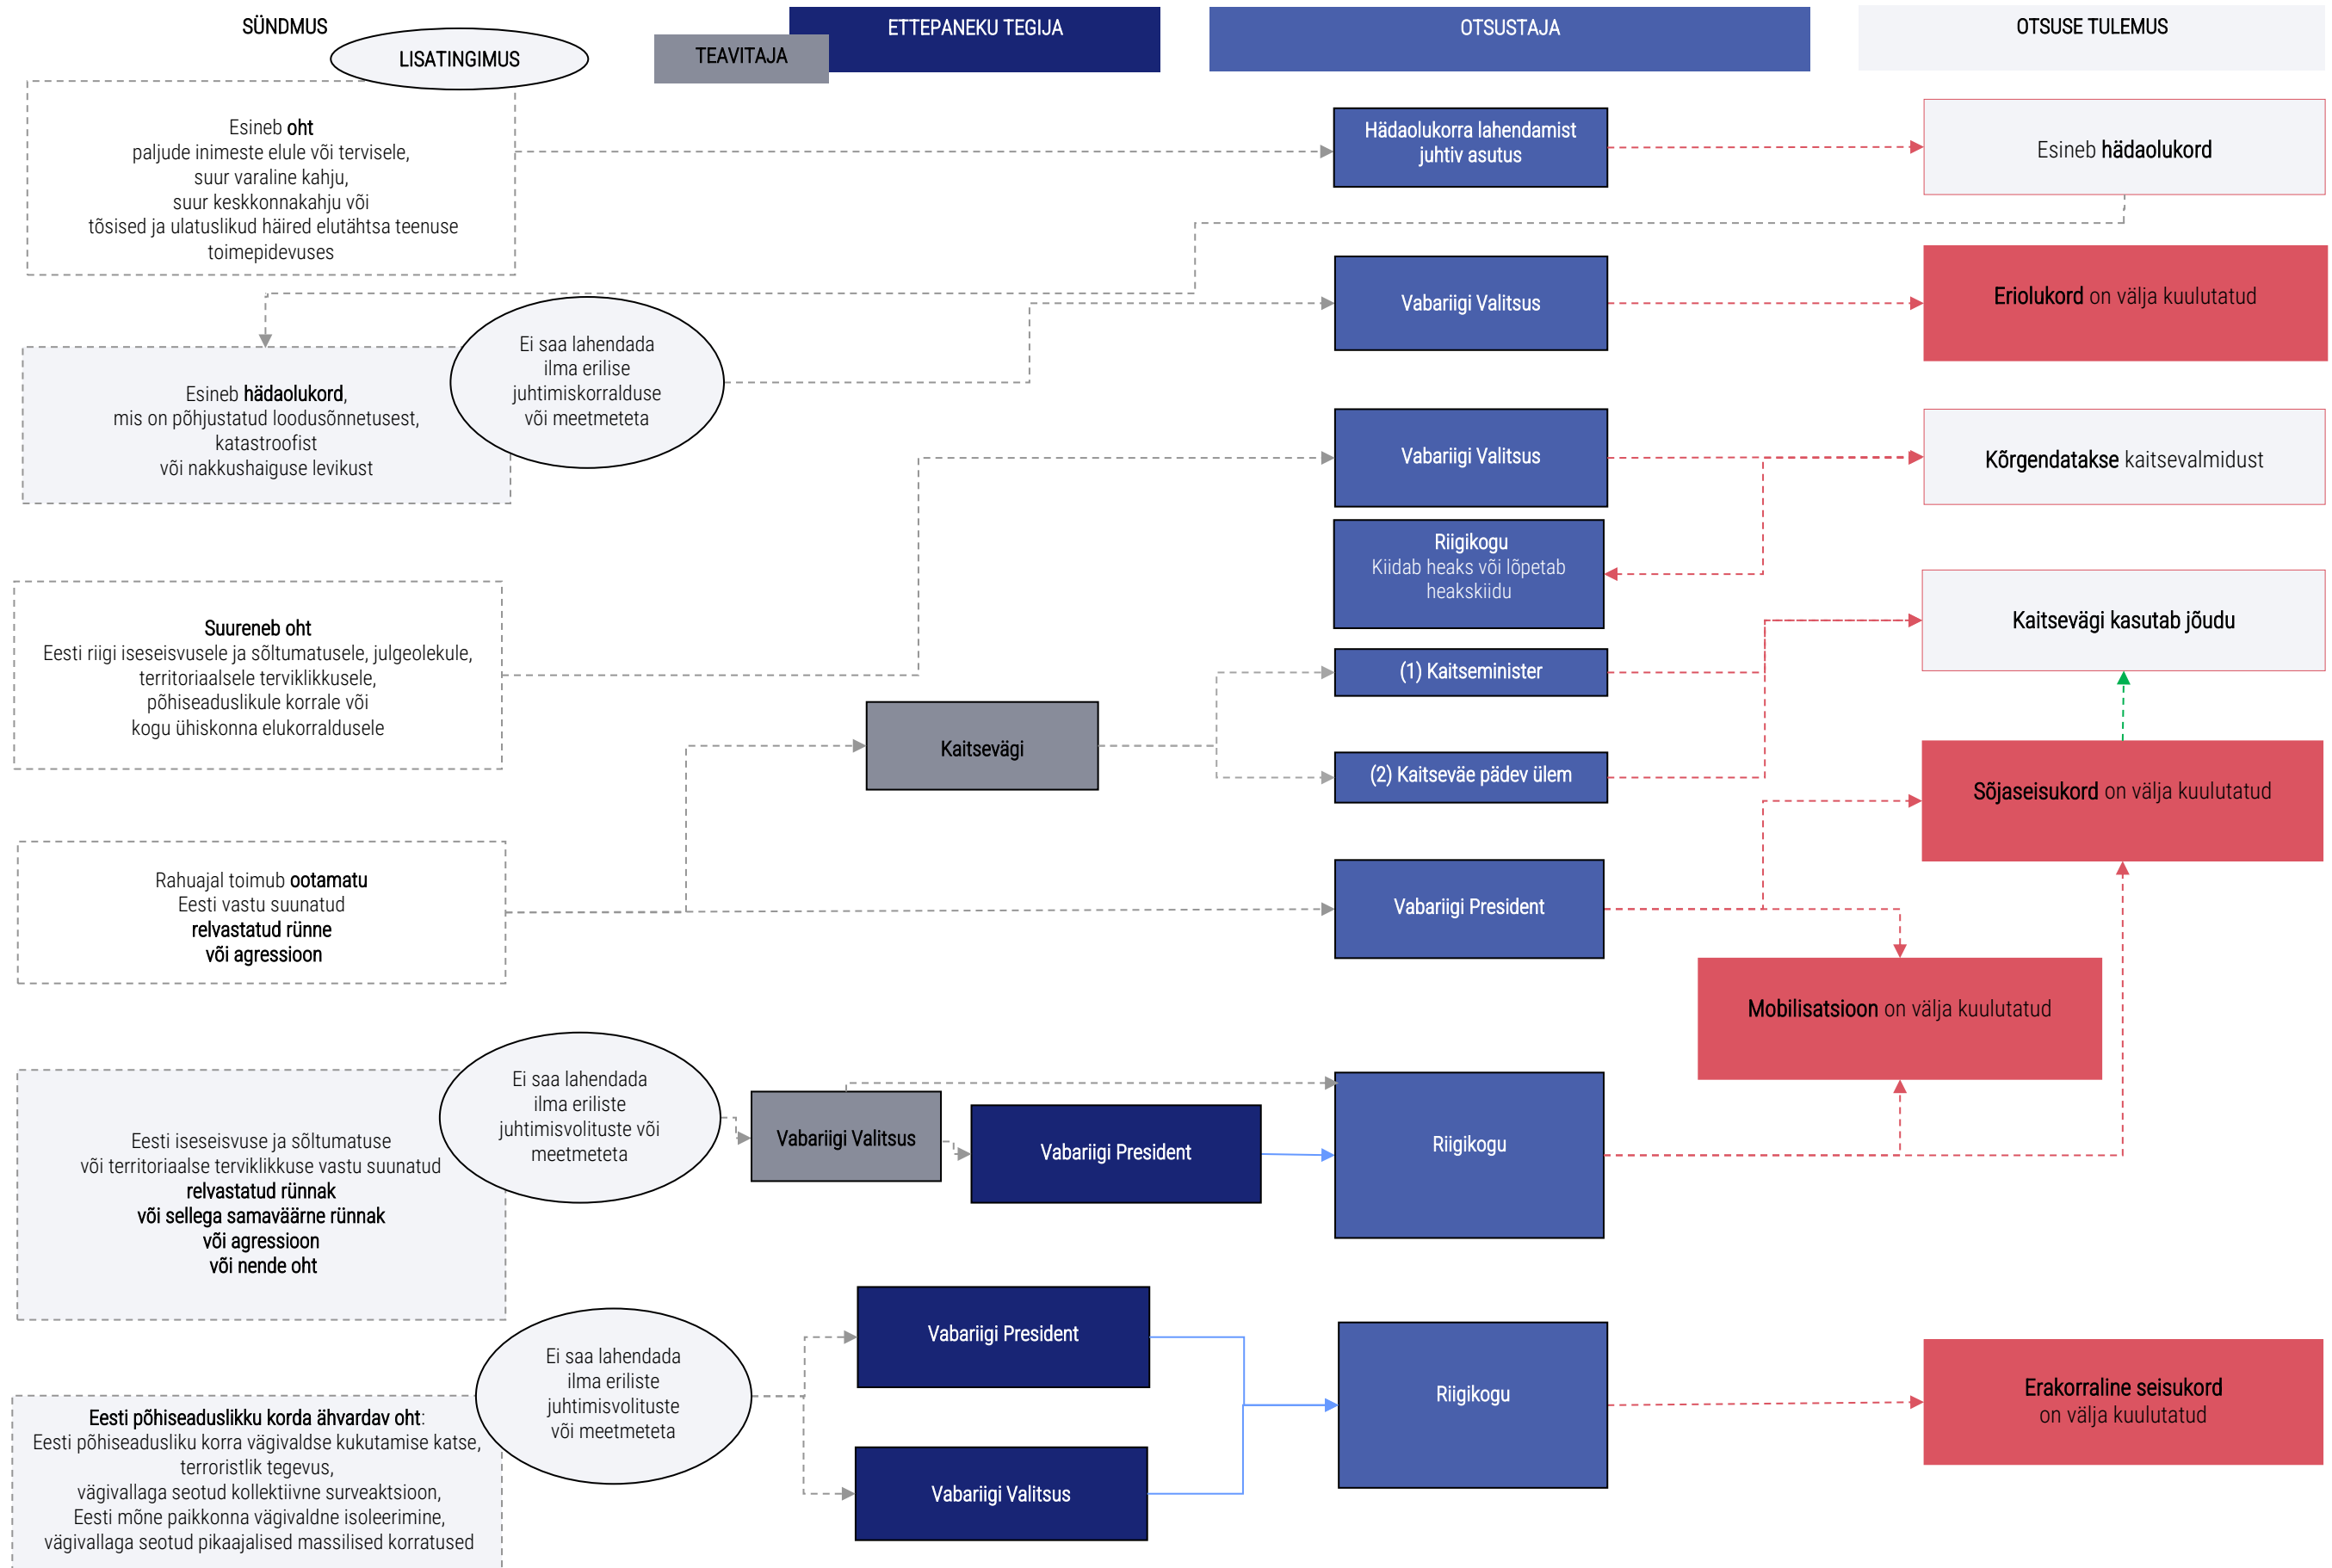 SÜNDMUS
LISATINGIMUS
TEAVITAJA
ETTEPANEKU TEGIJA
OTSUSTAJA
OTSUSE TULEMUS
Esineb oht
paljude inimeste elule või tervisele,
suur varaline kahju,
suur keskkonnakahju või
tõsised ja ulatuslikud häired elutähtsa teenuse
toimepidevuses
Hädaolukorra lahendamist
juhtiv asutus
Esineb hädaolukord
Esineb hädaolukord,
mis on põhjustatud loodusõnnetusest,
katastroofist
või nakkushaiguse levikust
Ei saa lahendada
ilma erilise
juhtimiskorralduse
või meetmeteta
Vabariigi Valitsus
Eriolukord on välja kuulutatud
Suureneb oht
Eesti riigi iseseisvusele ja sõltumatusele, julgeolekule,
territoriaalsele terviklikkusele,
põhiseaduslikule korrale või
kogu ühiskonna elukorraldusele
Vabariigi Valitsus
Kõrgendatakse kaitsevalmidust
Riigikogu
Kiidab heaks või lõpetab
heakskiidu
Rahuajal toimub ootamatu
Eesti vastu suunatud
relvastatud rünne
või agressioon
Kaitsevägi
(1) Kaitseminister
(2) Kaitseväe pädev ülem
Kaitsevägi kasutab jõudu
Sõjaseisukord on välja kuulutatud
Vabariigi President
Mobilisatsioon on välja kuulutatud
Eesti iseseisvuse ja sõltumatuse
või territoriaalse terviklikkuse vastu suunatud
relvastatud rünnak
või sellega samaväärne rünnak
või agressioon
või nende oht
Ei saa lahendada
ilma eriliste
juhtimisvolituste või
meetmeteta
Vabariigi Valitsus
Vabariigi President
Riigikogu
Eesti põhiseaduslikku korda ähvardav oht:
Eesti põhiseadusliku korra vägivaldse kukutamise katse,
terroristlik tegevus,
vägivallaga seotud kollektiivne surveaktsioon,
Eesti mõne paikkonna vägivaldne isoleerimine,
vägivallaga seotud pikaajalised massilised korratused
Ei saa lahendada
ilma eriliste
juhtimisvolituste
või meetmeteta
Vabariigi President
Vabariigi Valitsus
Riigikogu
Erakorraline seisukord
on välja kuulutatud